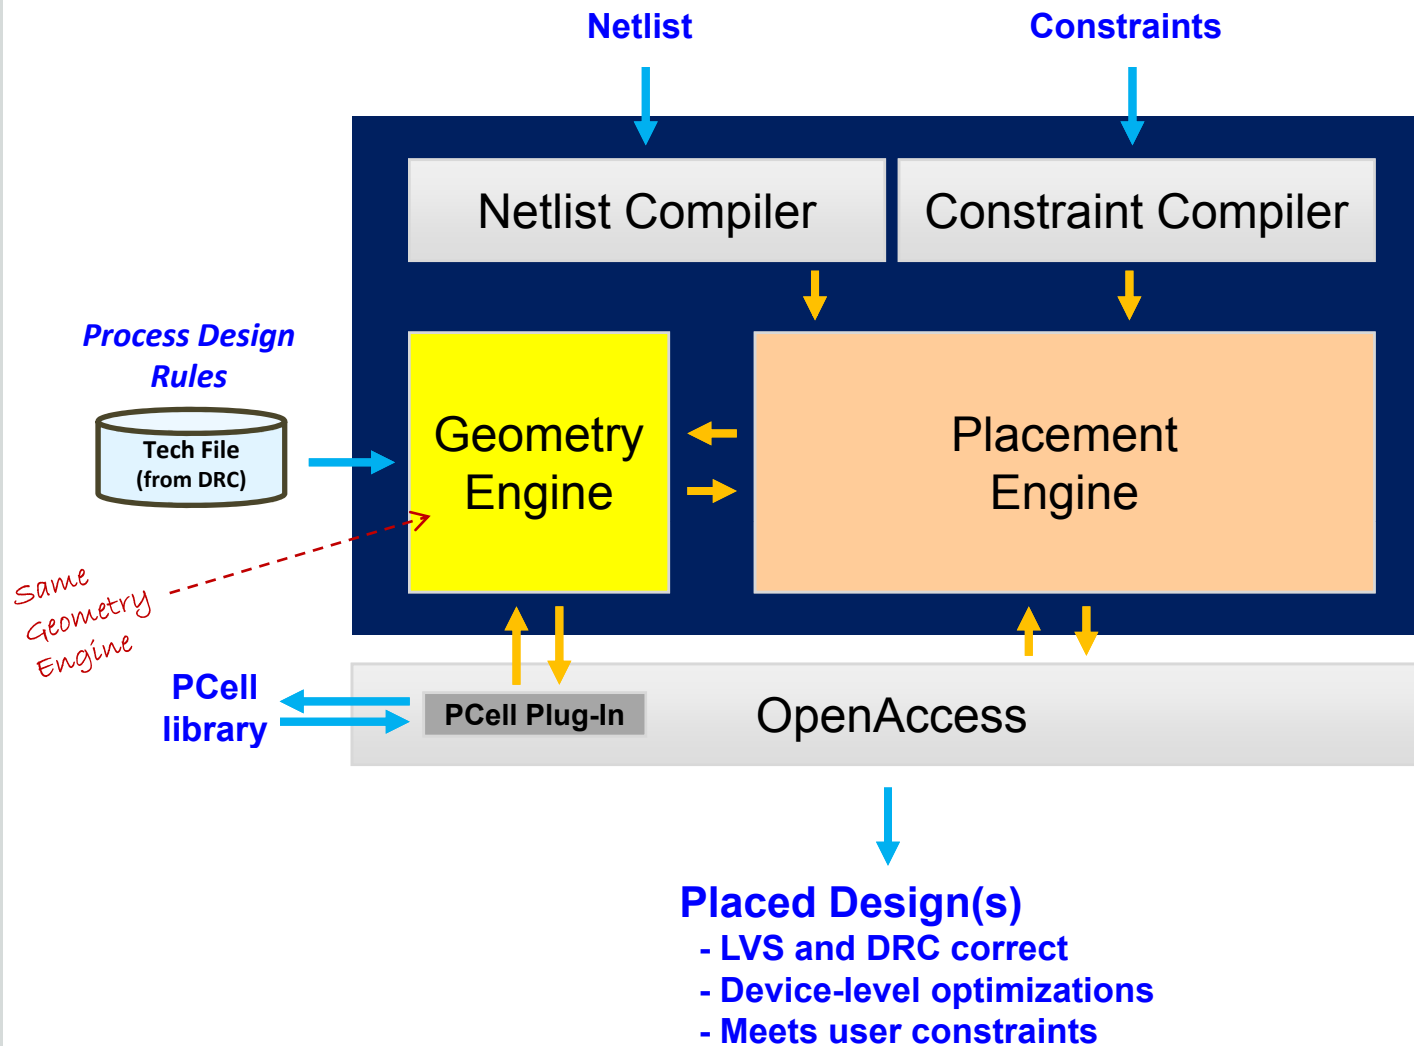 Netlist
Constraints
Netlist Compiler
Constraint Compiler
Process Design
Rules
Tech File
(from DRC)
Geometry
Engine
Placement
Engine
Same
Geometry
Engine
PCell
library
PCell Plug-In
OpenAccess
Placed Design(s)
- LVS and DRC correct
- Device-level optimizations
- Meets user constraints